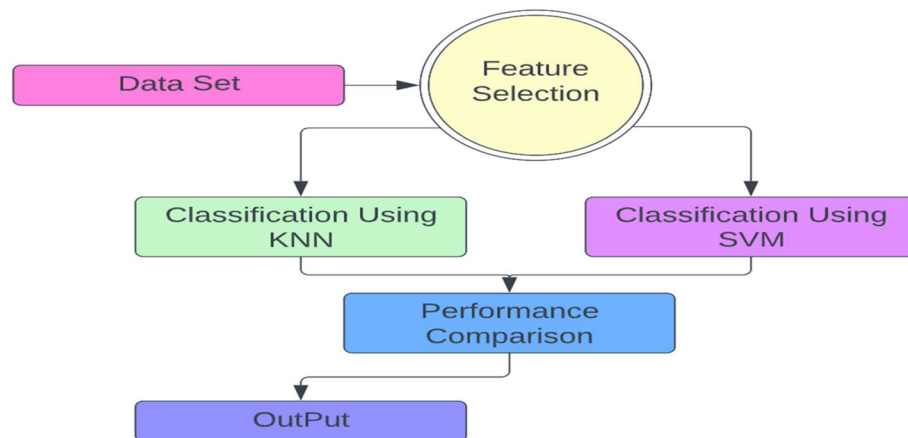 Data Set
Feature
Selection
Classification Using
KNN
Classification Using
SVM
Performance
Comparison
OutPut